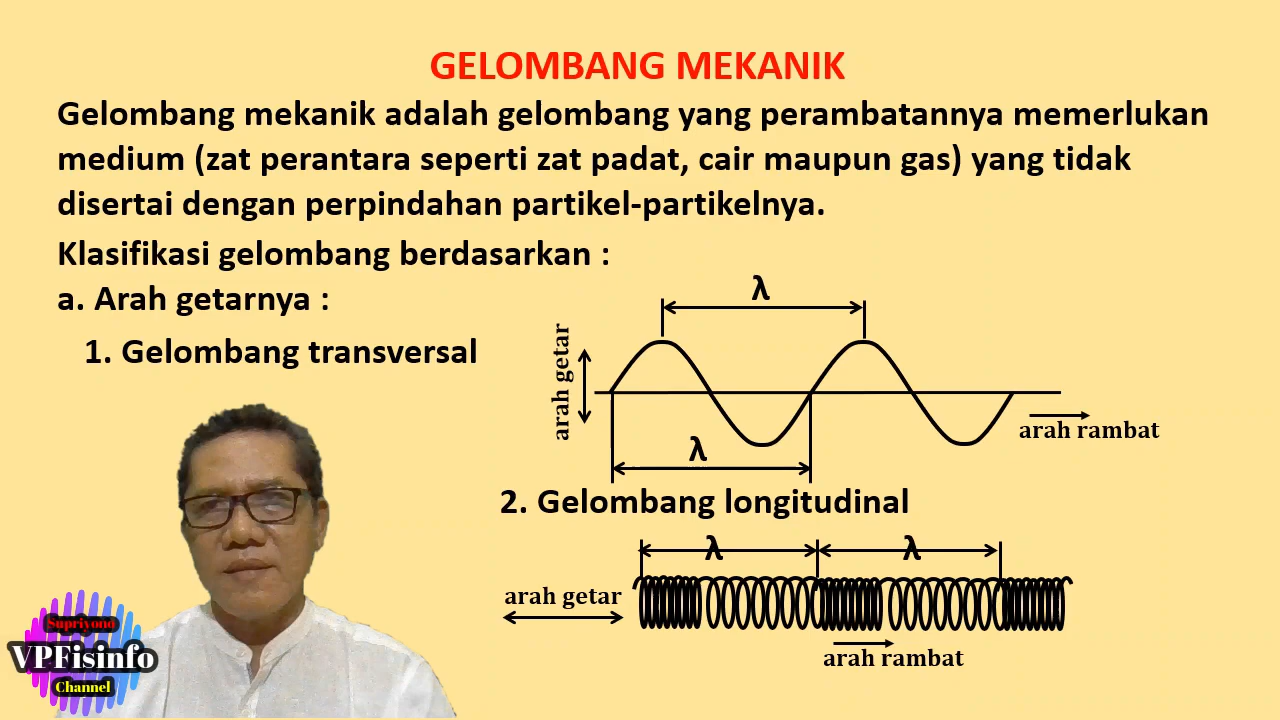 GELOMBANG MEKANIK
Gelombang mekanik adalah gelombang yang perambatannya memerlukan
medium (zat perantara seperti zat padat, cair maupun gas) yang tidak
disertai dengan perpindahan partikel-partikelnya.
Klasifikasi gelombang berdasarkan :
a. Arah getarnya :
1. Gelombang transversal
λ
arah getar
arah rambat
λ
2. Gelombang longitudinal
λ
λ
arah getar
arah rambat
Supriyono
VPFisinfo
Channel